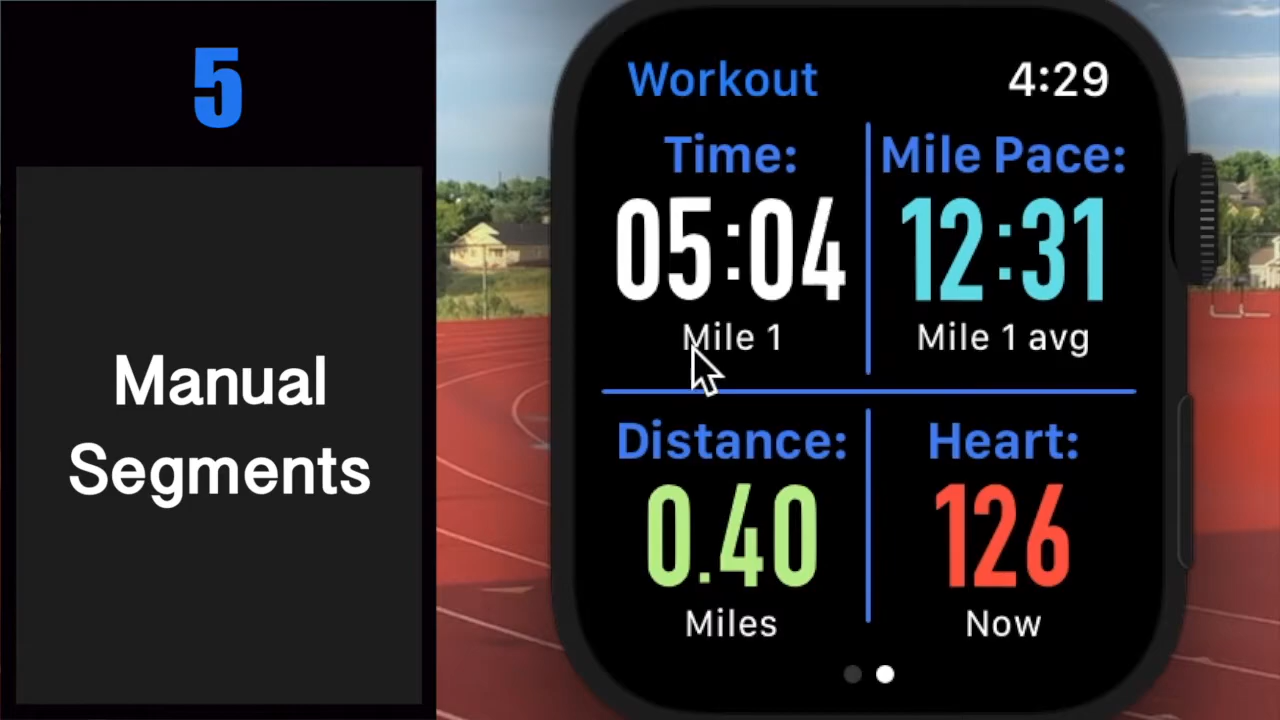 5
Manual
Segments
Workout 4:29
Time: Mile Pace:
05:04 12:31
Mile 1 Mile 1 avg
Distance: Heart:
0.40 126
Miles Now